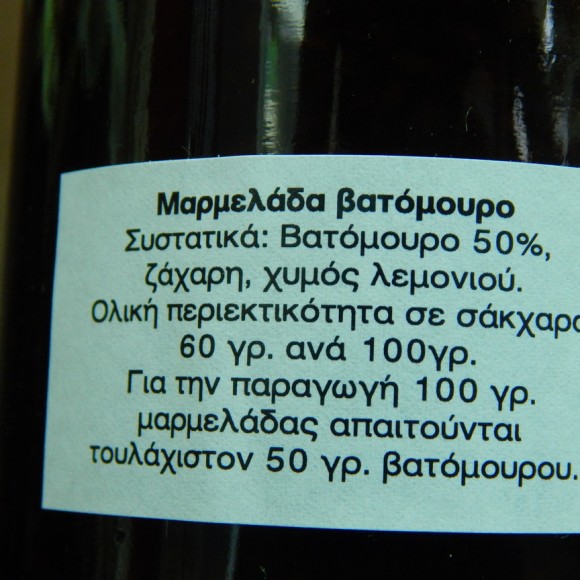 Μαρμελάδα βατόμουρο
Συστατικά: Βατόμουρο 50%,
ζάχαρη, χυμός λεμονιού.
Ολική περιεκτικότητα σε σάκχαρα
60 γρ. ανά 100γρ.
Για την παραγωγή 100 γρ.
μαρμελάδας απαιτούνται
τουλάχιστον 50 γρ. βατόμουρου.